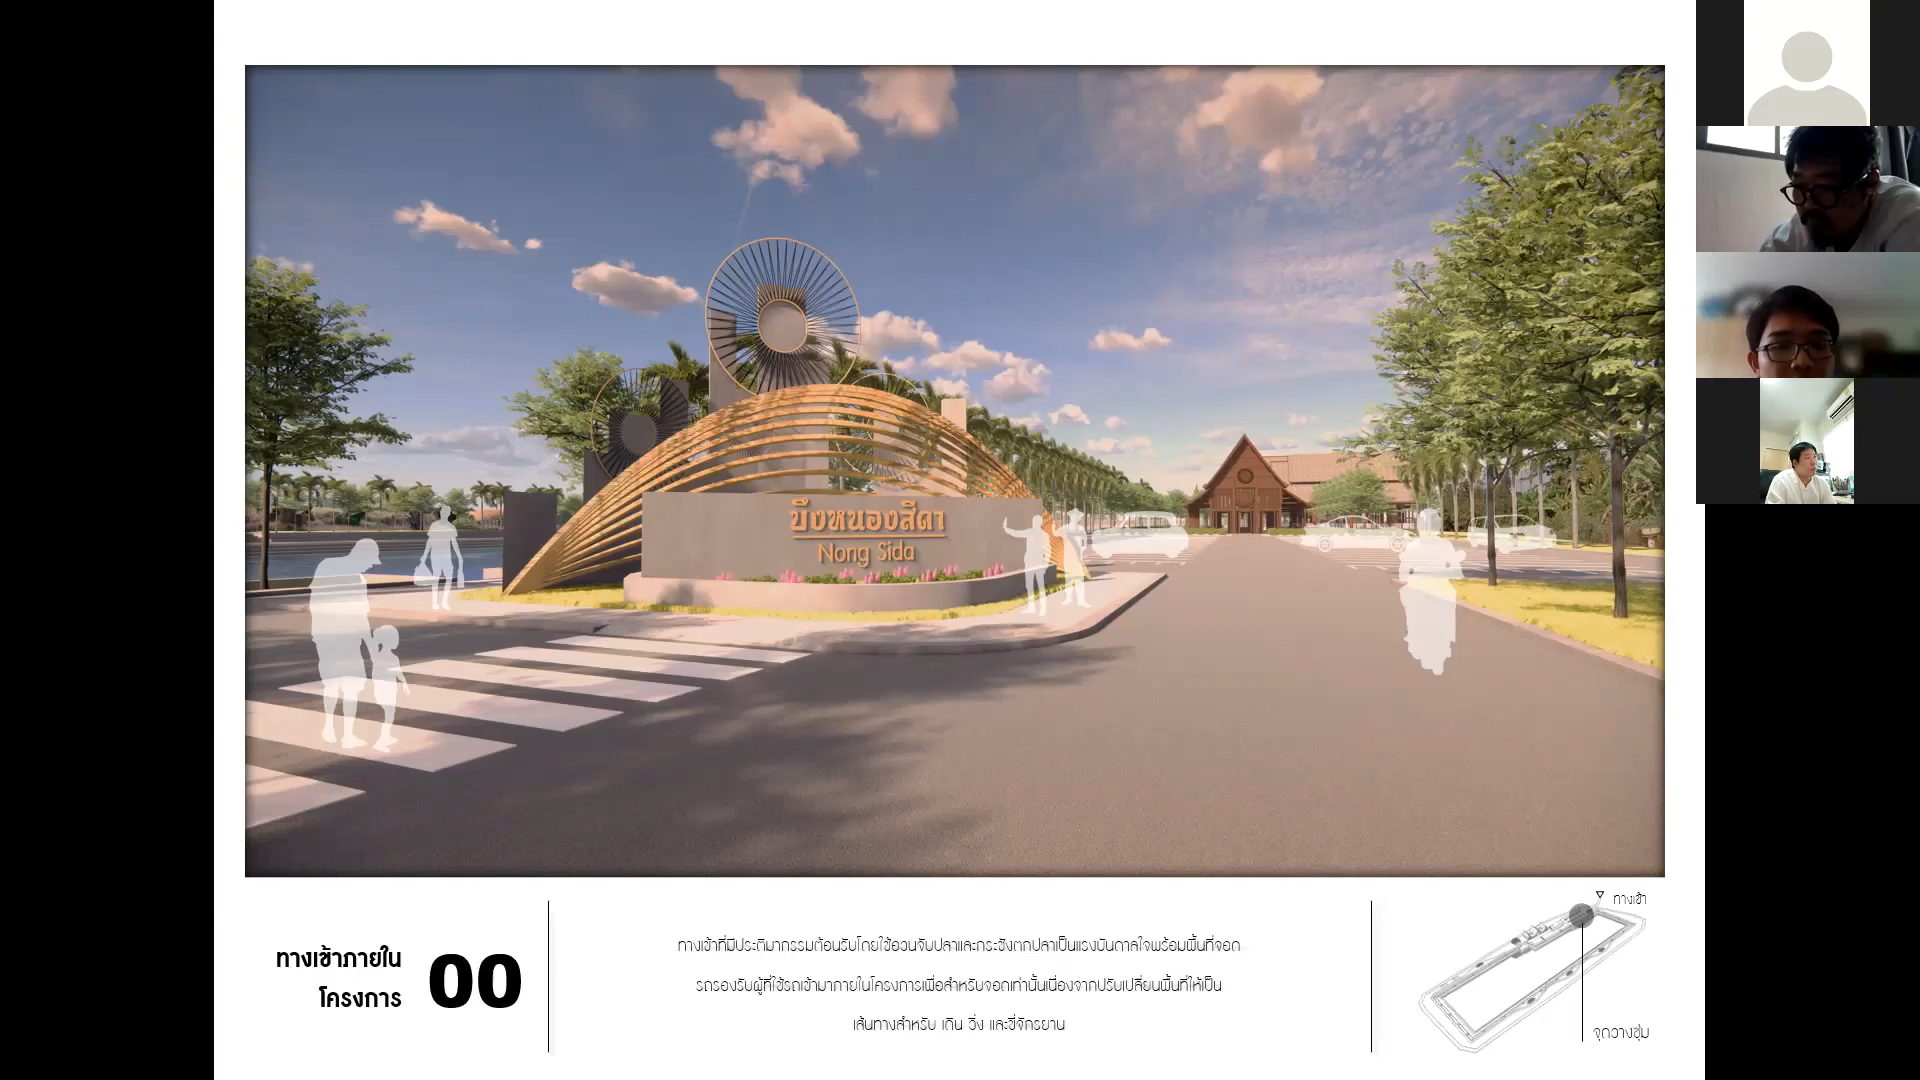 บึงหนองสีดา
Nong Sida
ทางเข้าภายใน
โครงการ
00
ทางเข้าที่มีประติมากรรมต้อนรับโดยใช้อวนจับปลาและกระชังตกปลาเป็นแรงบันดาลใจพร้อมพื้นที่จอด
รถรองรับผู้ที่ใช้รถเข้ามาภายในโครงการเพื่อสำหรับจอดเท่านั้นเนื่องจากปรับเปลี่ยนพื้นที่ให้เป็น
เส้นทางสำหรับ เดิน วิ่ง และขี่จักรยาน
ทางเข้า
จุดวางซุ้ม